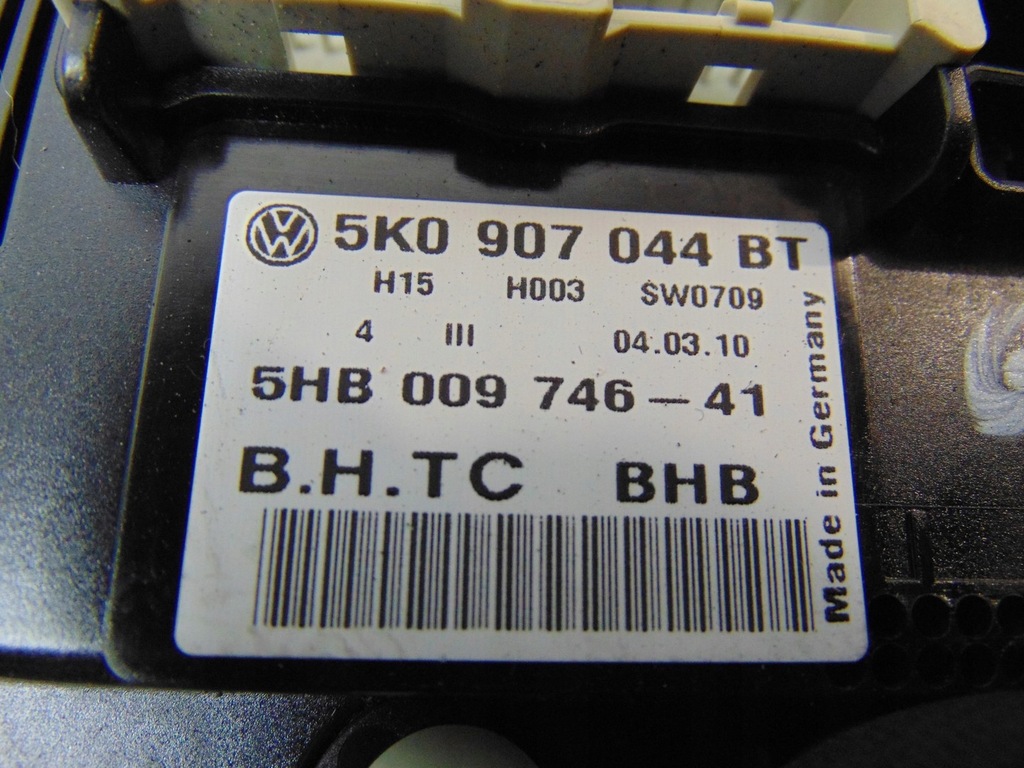 VW 5K0 907 044 BT
H15 H003 SW0709
4 III 04.03.10
5HB 009 746-41
B.H.TC BHB
Made in Germany